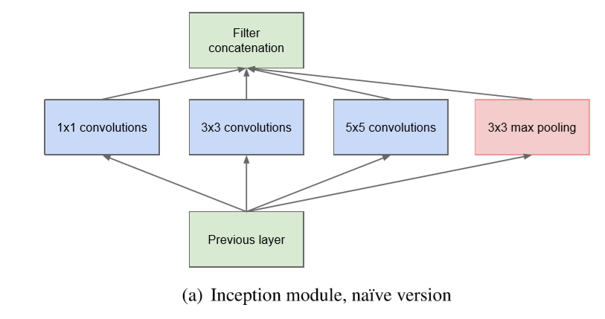 Filter
concatenation
1x1 convolutions
3x3 convolutions
5x5 convolutions
3x3 max pooling
Previous layer
(a) Inception module, naïve version